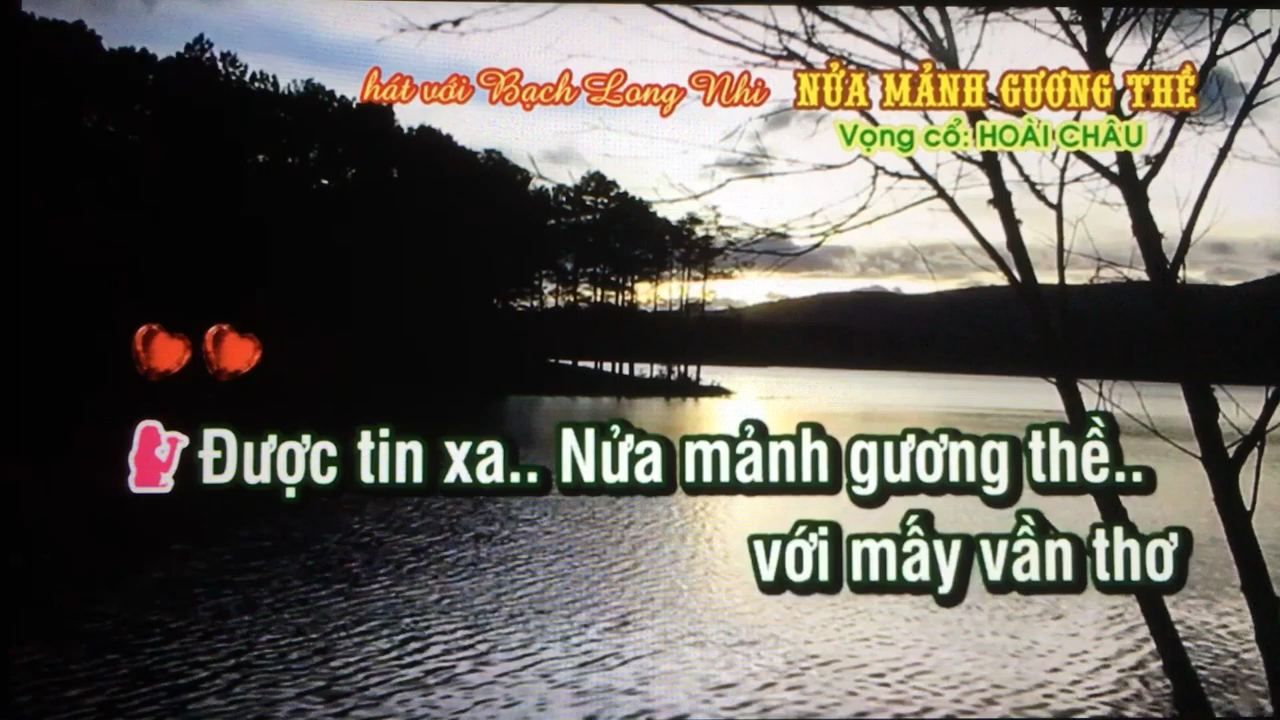 hát với Bạch Long Nhi NỬA MẢNH GƯƠNG THỀ
Vọng cổ: HOÀI CHÂU
Được tin xa.. Nửa mảnh gương thề..
với mấy vần thơ